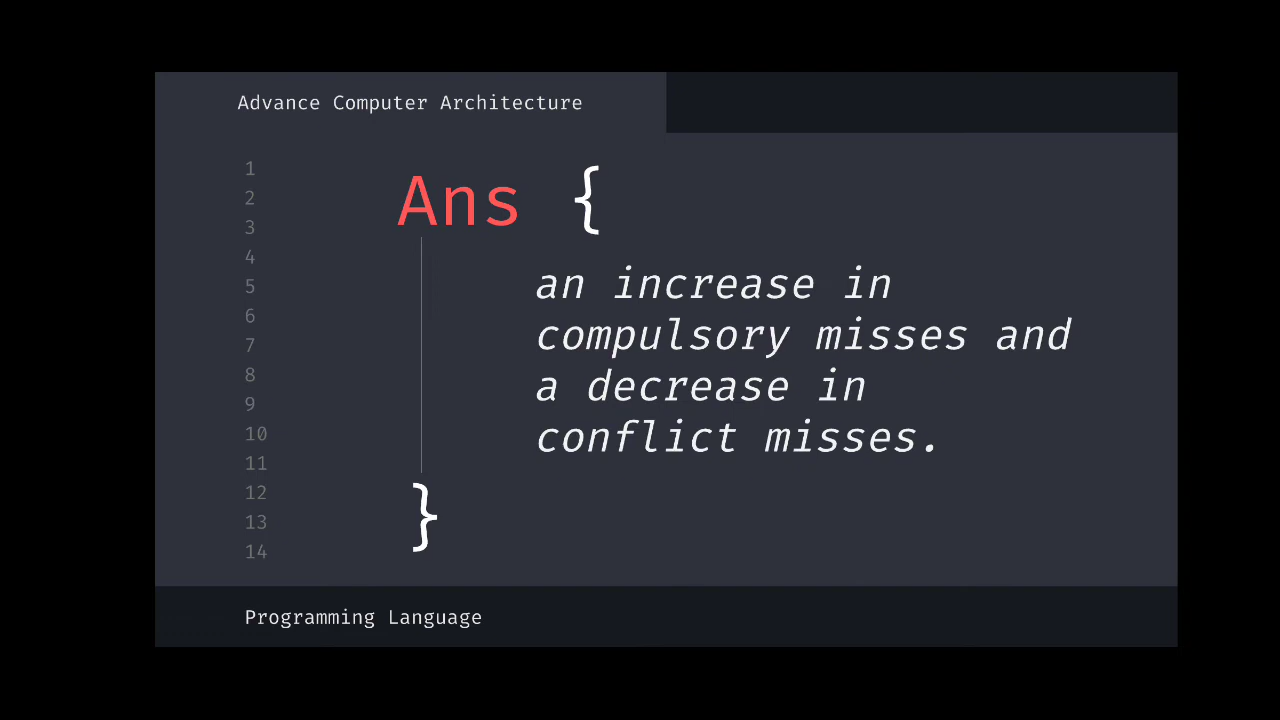 Advance Computer Architecture
1
2
3
4
5
6
7
8
9
10
11
12
13
14
Ans {
an increase in
compulsory misses and
a decrease in
conflict misses.
}
Programming Language